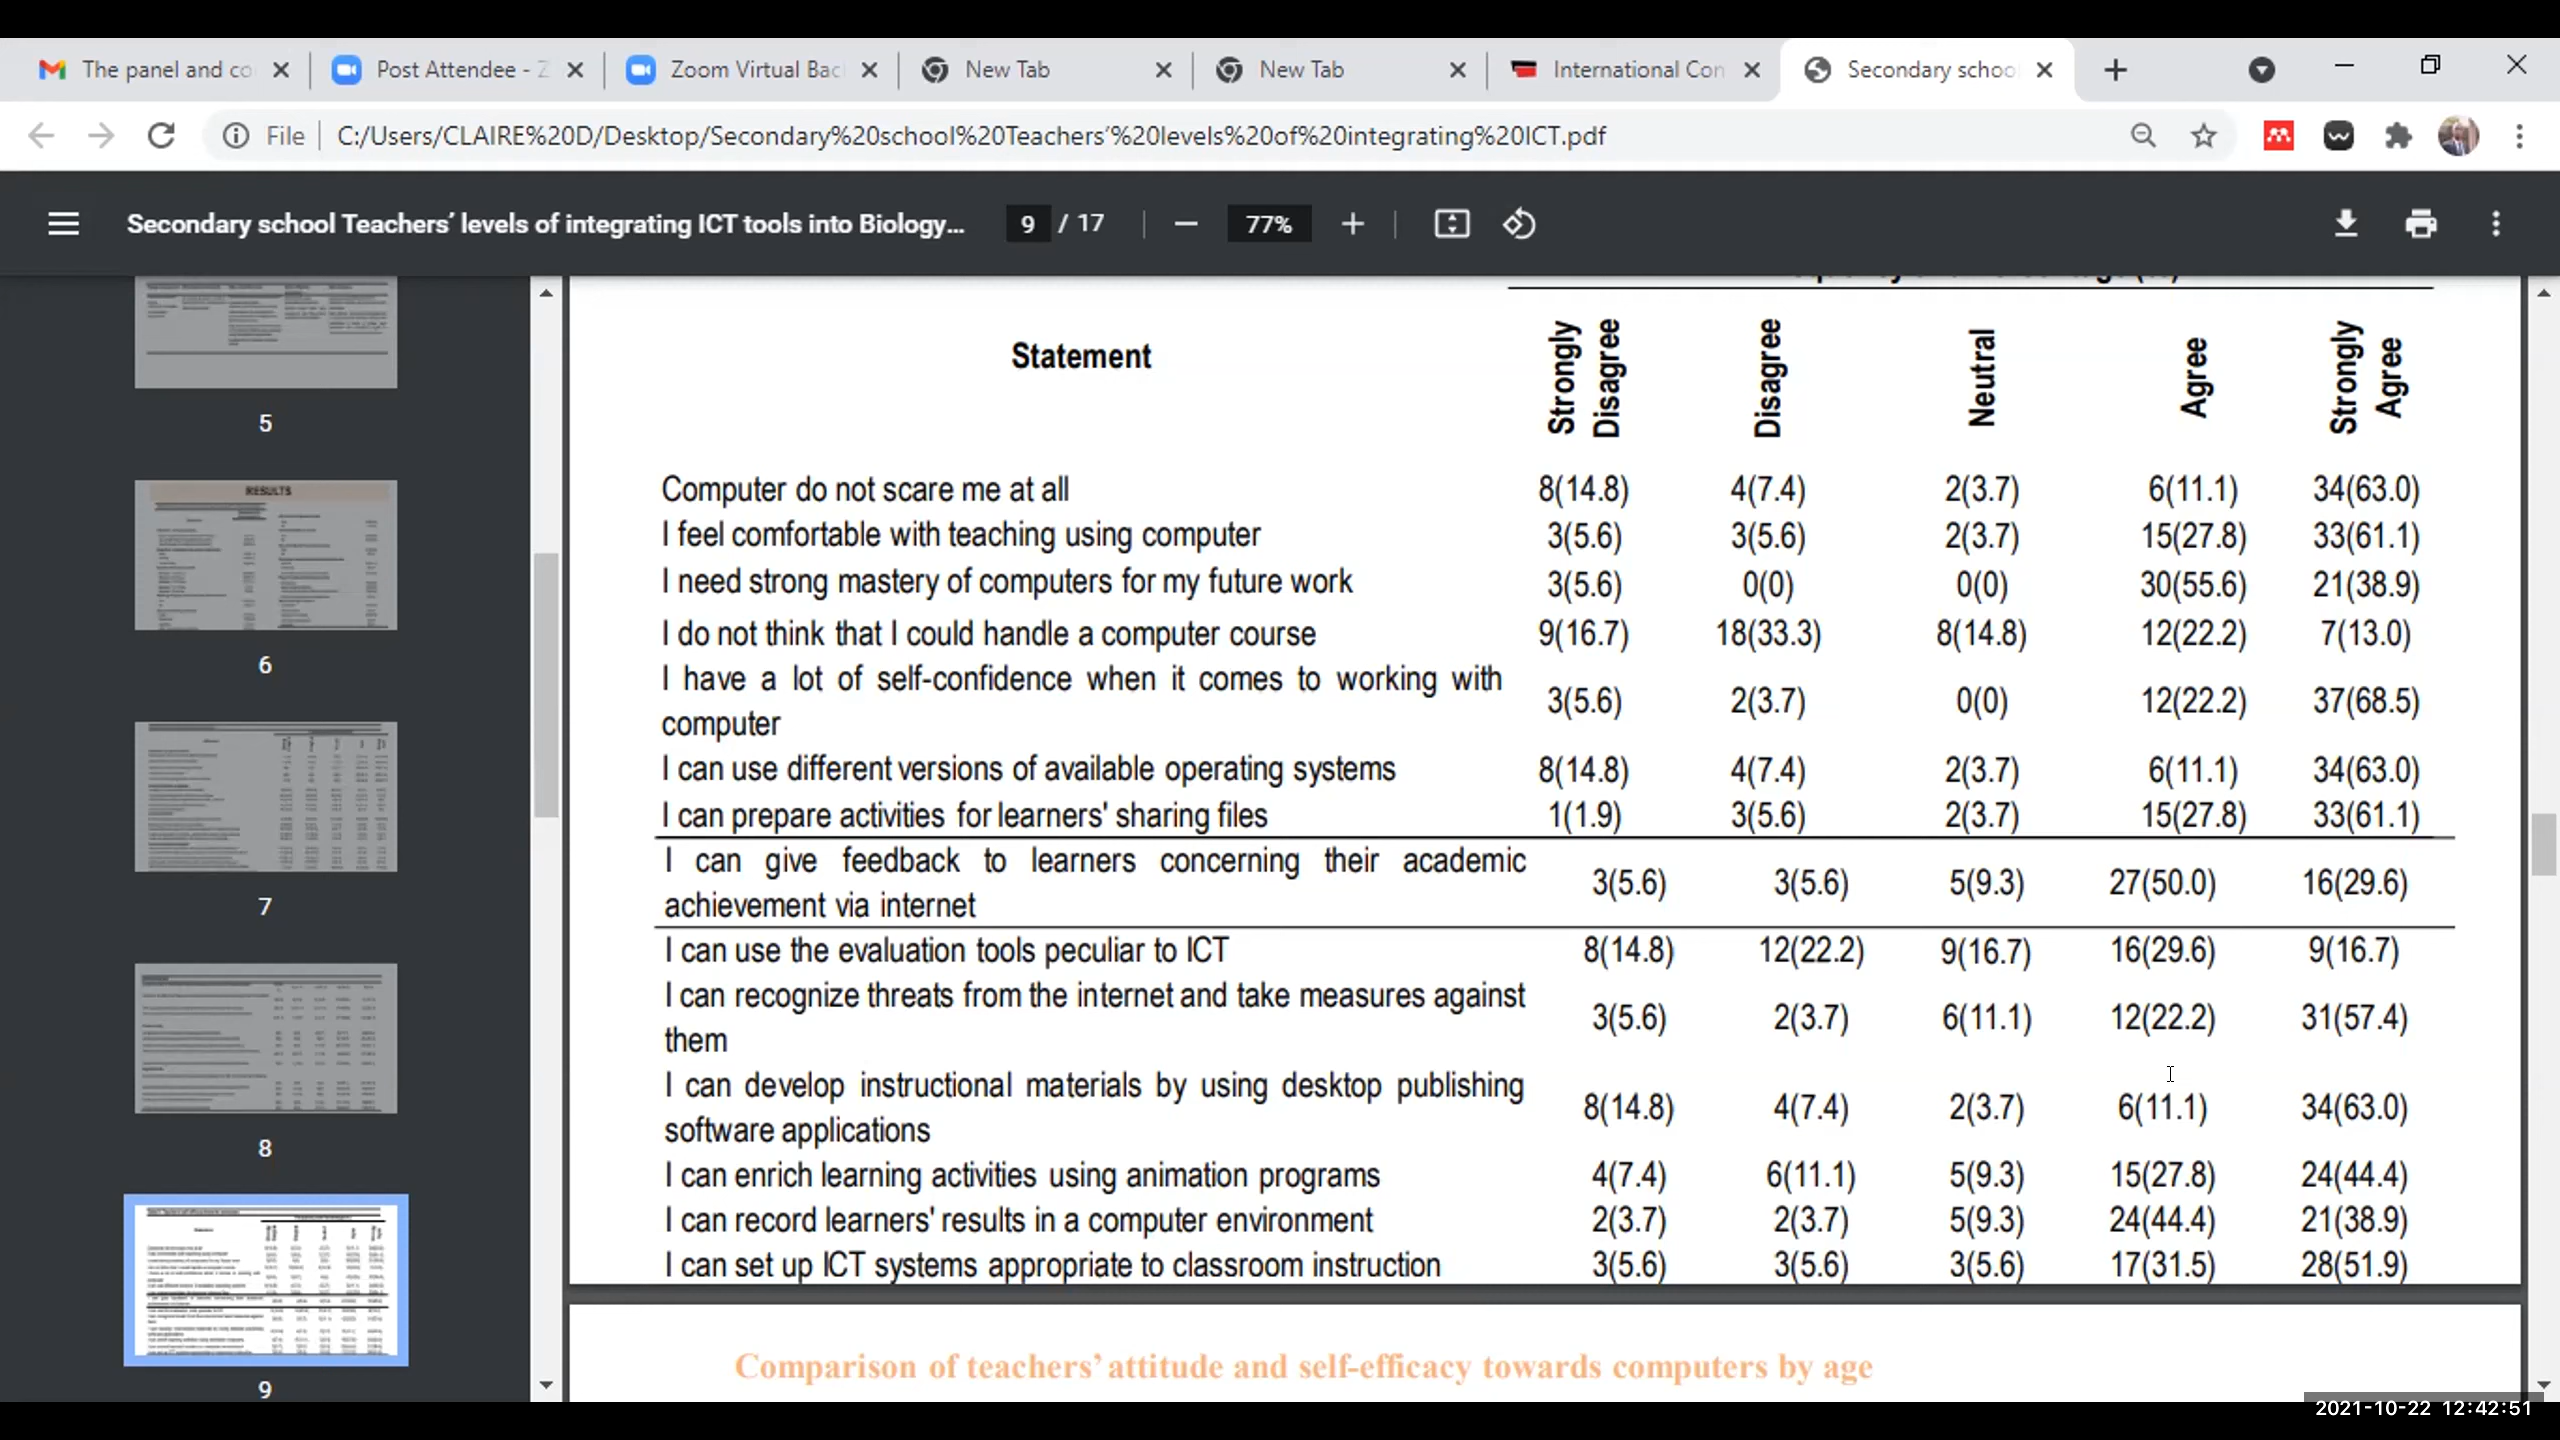 The panel and co
Post Attendee - Z
Zoom Virtual Bac
New Tab
New Tab
International Con
Secondary schoo
File
C:/Users/CLAIRE%20D/Desktop/Secondary%20school%20Teachers’%20levels%20of%20integrating%20ICT.pdf
Secondary school Teachers’ levels of integrating ICT tools into Biology...
9 / 17
77%
5
RESULTS
6
7
8
9
Statement
Strongly Disagree
Disagree
Neutral
Agree
Strongly Agree
Computer do not scare me at all 8(14.8) 4(7.4) 2(3.7) 6(11.1) 34(63.0)
I feel comfortable with teaching using computer 3(5.6) 3(5.6) 2(3.7) 15(27.8) 33(61.1)
I need strong mastery of computers for my future work 3(5.6) 0(0) 0(0) 30(55.6) 21(38.9)
I do not think that I could handle a computer course 9(16.7) 18(33.3) 8(14.8) 12(22.2) 7(13.0)
I have a lot of self-confidence when it comes to working with
computer 3(5.6) 2(3.7) 0(0) 12(22.2) 37(68.5)
I can use different versions of available operating systems 8(14.8) 4(7.4) 2(3.7) 6(11.1) 34(63.0)
I can prepare activities for learners' sharing files 1(1.9) 3(5.6) 2(3.7) 15(27.8) 33(61.1)
I can give feedback to learners concerning their academic
achievement via internet 3(5.6) 3(5.6) 5(9.3) 27(50.0) 16(29.6)
I can use the evaluation tools peculiar to ICT 8(14.8) 12(22.2) 9(16.7) 16(29.6) 9(16.7)
I can recognize threats from the internet and take measures against
them 3(5.6) 2(3.7) 6(11.1) 12(22.2) 31(57.4)
I can develop instructional materials by using desktop publishing
software applications 8(14.8) 4(7.4) 2(3.7) 6(11.1) 34(63.0)
I can enrich learning activities using animation programs 4(7.4) 6(11.1) 5(9.3) 15(27.8) 24(44.4)
I can record learners' results in a computer environment 2(3.7) 2(3.7) 5(9.3) 24(44.4) 21(38.9)
I can set up ICT systems appropriate to classroom instruction 3(5.6) 3(5.6) 3(5.6) 17(31.5) 28(51.9)
Comparison of teachers’ attitude and self-efficacy towards computers by age
2021-10-22 12:42:51